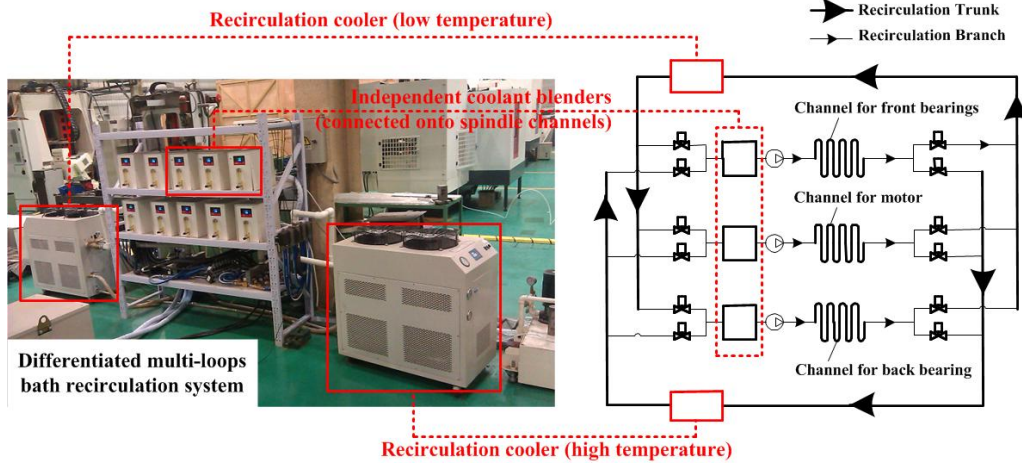 Recirculation cooler (low temperature)
Recirculation Trunk
Recirculation Branch
Independent coolant blenders
(connected onto spindle channels)
Channel for front bearings
Channel for motor
Channel for back bearing
Differentiated multi-loops
bath recirculation system
Recirculation cooler (high temperature)